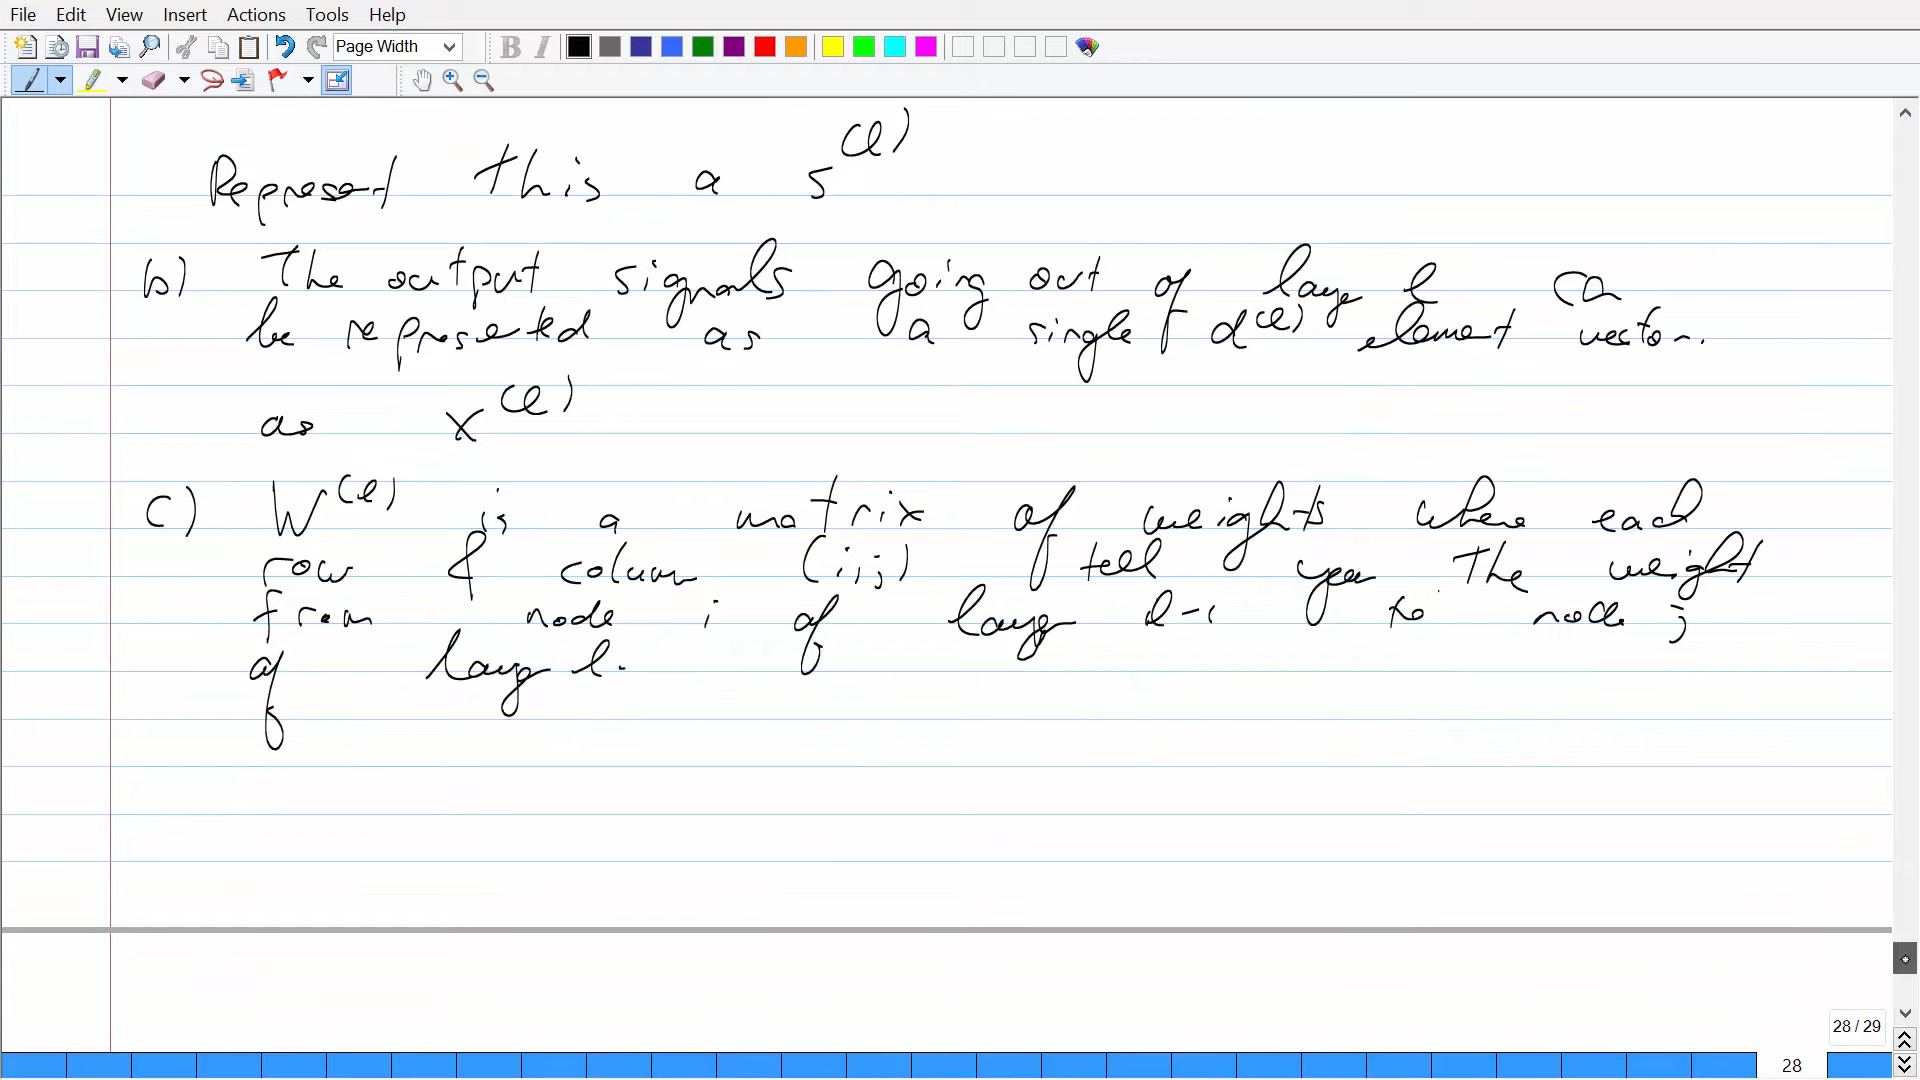 File Edit View Insert Actions Tools Help
Page Width
B I
Represent this a s^(l)
b) The output signals going out of layer l can
be represented as a single d^(l) element vector.
as x^(l)
c) W^(l) is a matrix of weights where each
row & column (i,j) tell you the weight
from node i of layer l-1 to node j
of layer l.
28 / 29
28